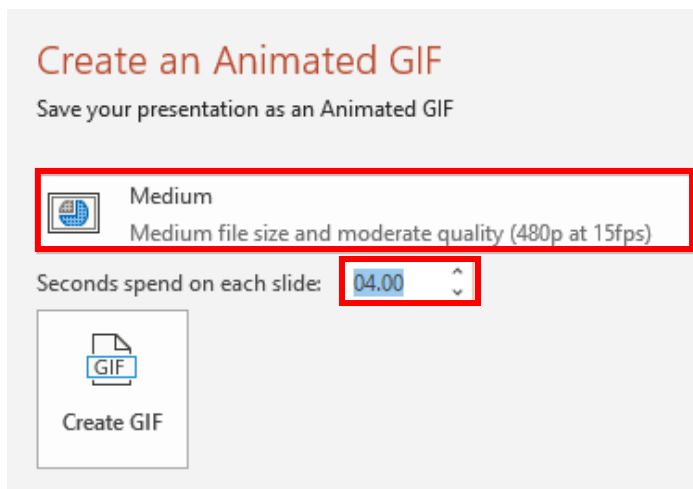 Create an Animated GIF
Save your presentation as an Animated GIF
Medium
Medium file size and moderate quality (480p at 15fps)
Seconds spend on each slide: 04.00
GIF
Create GIF